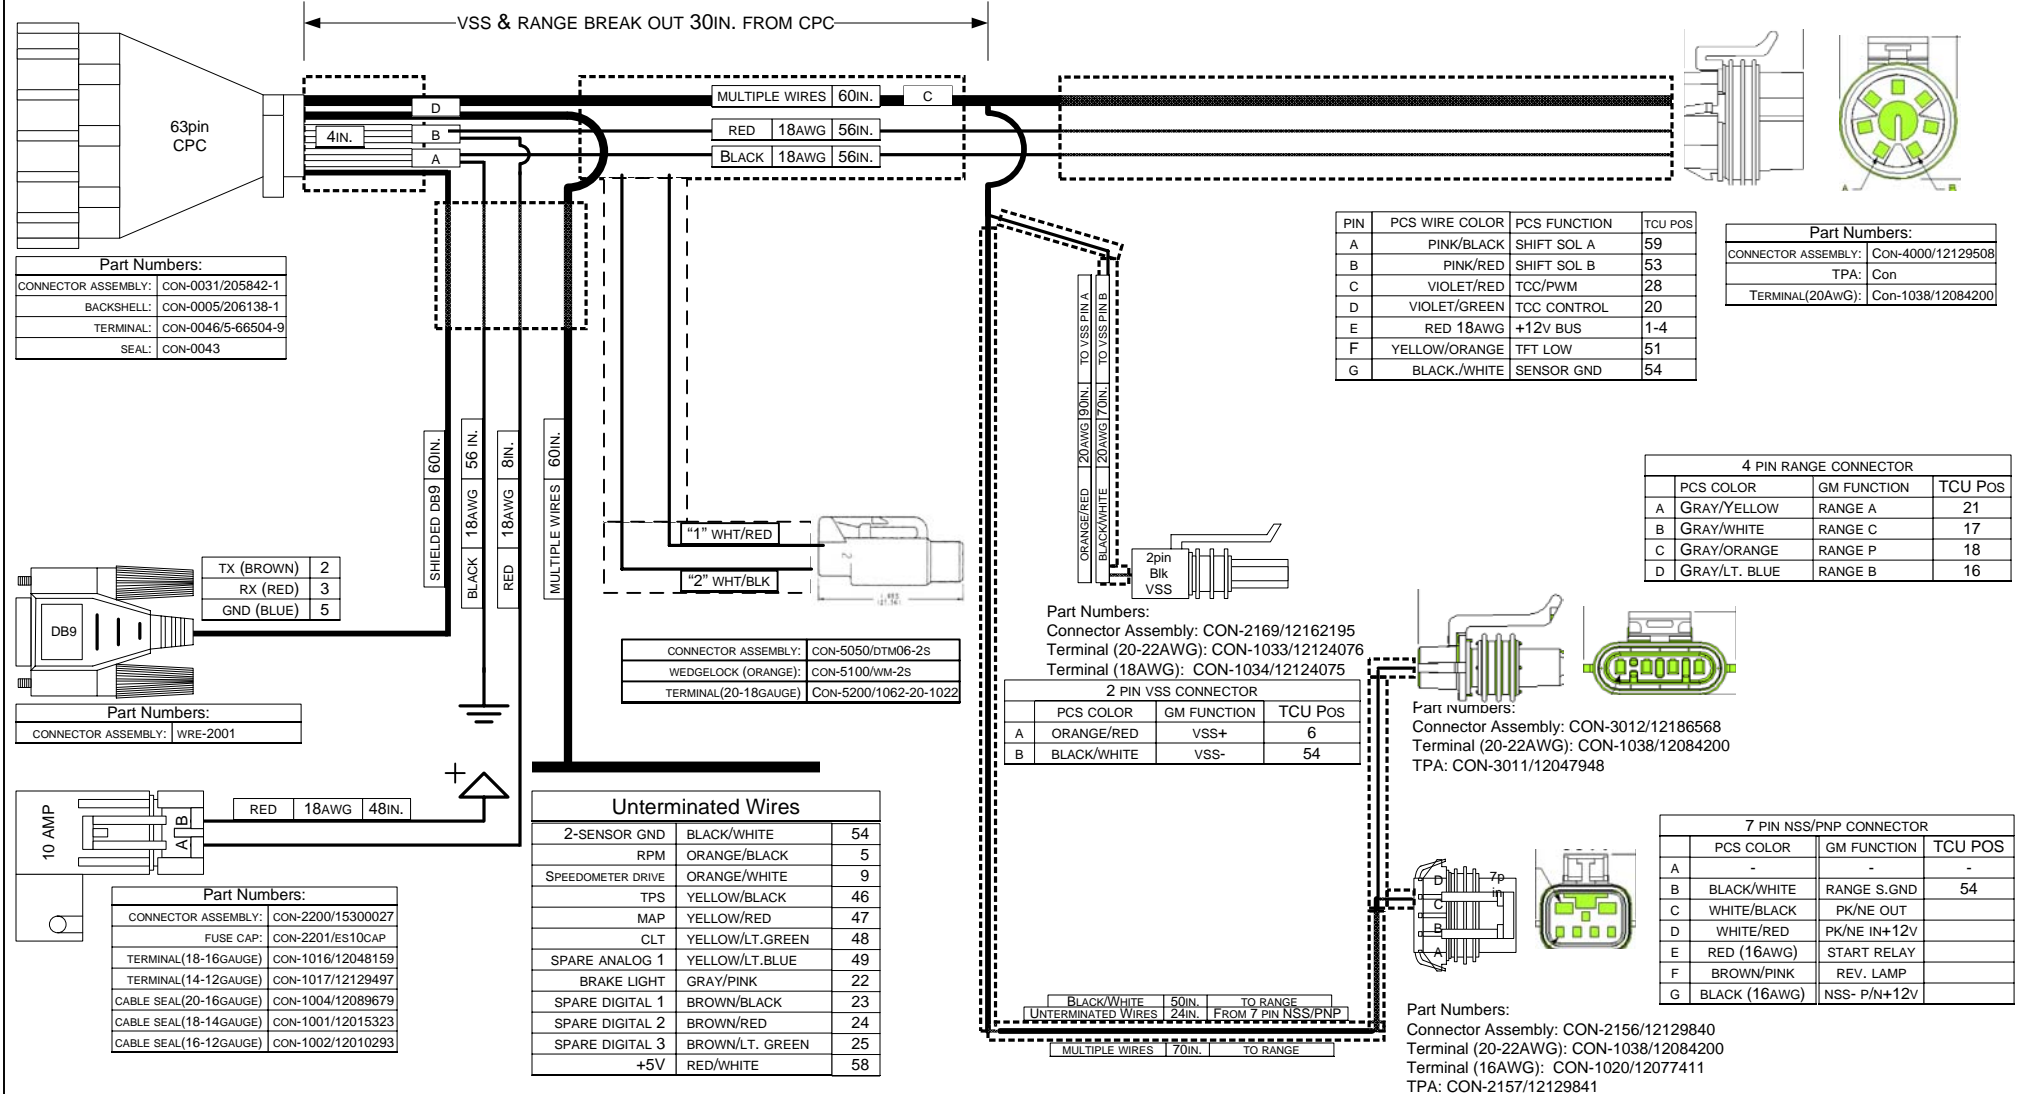 VSS & RANGE BREAK OUT 30IN. FROM CPC
63pin
CPC
D
4IN.
B
A
MULTIPLE WIRES 60IN. C
RED 18AWG 56IN.
BLACK 18AWG 56IN.
A B
Part Numbers:
CONNECTOR ASSEMBLY: CON-0031/205842-1
BACKSHELL: CON-0005/206138-1
TERMINAL: CON-0046/5-66504-9
SEAL: CON-0043
PIN PCS WIRE COLOR PCS FUNCTION TCU POS
A PINK/BLACK SHIFT SOL A 59
B PINK/RED SHIFT SOL B 53
C VIOLET/RED TCC/PWM 28
D VIOLET/GREEN TCC CONTROL 20
E RED 18AWG +12V BUS 1-4
F YELLOW/ORANGE TFT LOW 51
G BLACK./WHITE SENSOR GND 54
Part Numbers:
CONNECTOR ASSEMBLY: CON-4000/12129508
TPA: Con
TERMINAL(20AWG): Con-1038/12084200
ORANGE/RED 20AWG 90IN. TO VSS PIN A
BLACK/WHITE 20AWG 70IN. TO VSS PIN B
SHIELDED DB9 60IN.
BLACK 18AWG 56 IN.
RED 18AWG 8IN.
MULTIPLE WIRES 60IN.
4 PIN RANGE CONNECTOR
PCS COLOR GM FUNCTION TCU POS
A GRAY/YELLOW RANGE A 21
B GRAY/WHITE RANGE C 17
C GRAY/ORANGE RANGE P 18
D GRAY/LT. BLUE RANGE B 16
"1" WHT/RED
"2" WHT/BLK
2
2pin
Blk
VSS
TX (BROWN) 2
RX (RED) 3
GND (BLUE) 5
DB9
Part Numbers:
CONNECTOR ASSEMBLY: WRE-2001
CONNECTOR ASSEMBLY: CON-5050/DTM06-2S
WEDGELOCK (ORANGE): CON-5100/WM-2S
TERMINAL(20-18GAUGE) CON-5200/1062-20-1022
Part Numbers:
Connector Assembly: CON-2169/12162195
Terminal (20-22AWG): CON-1033/12124076
Terminal (18AWG): CON-1034/12124075
2 PIN VSS CONNECTOR
PCS COLOR GM FUNCTION TCU POS
A ORANGE/RED VSS+ 6
B BLACK/WHITE VSS- 54
Part Numbers:
Connector Assembly: CON-3012/12186568
Terminal (20-22AWG): CON-1038/12084200
TPA: CON-3011/12047948
+
10 AMP
B
A
RED 18AWG 48IN.
Part Numbers:
CONNECTOR ASSEMBLY: CON-2200/15300027
FUSE CAP: CON-2201/ES10CAP
TERMINAL(18-16GAUGE) CON-1016/12048159
TERMINAL(14-12GAUGE) CON-1017/12129497
CABLE SEAL(20-16GAUGE) CON-1004/12089679
CABLE SEAL(18-14GAUGE) CON-1001/12015323
CABLE SEAL(16-12GAUGE) CON-1002/12010293
Unterminated Wires
2-SENSOR GND BLACK/WHITE 54
RPM ORANGE/BLACK 5
SPEEDOMETER DRIVE ORANGE/WHITE 9
TPS YELLOW/BLACK 46
MAP YELLOW/RED 47
CLT YELLOW/LT.GREEN 48
SPARE ANALOG 1 YELLOW/LT.BLUE 49
BRAKE LIGHT GRAY/PINK 22
SPARE DIGITAL 1 BROWN/BLACK 23
SPARE DIGITAL 2 BROWN/RED 24
SPARE DIGITAL 3 BROWN/LT. GREEN 25
+5V RED/WHITE 58
D
C
B
A
7p
in
7 PIN NSS/PNP CONNECTOR
PCS COLOR GM FUNCTION TCU POS
A - - -
B BLACK/WHITE RANGE S.GND 54
C WHITE/BLACK PK/NE OUT
D WHITE/RED PK/NE IN+12V
E RED (16AWG) START RELAY
F BROWN/PINK REV. LAMP
G BLACK (16AWG) NSS- P/N+12V
BLACK/WHITE 50IN. TO RANGE
UNTERMINATED WIRES 24IN. FROM 7 PIN NSS/PNP
MULTIPLE WIRES 70IN. TO RANGE
Part Numbers:
Connector Assembly: CON-2156/12129840
Terminal (20-22AWG): CON-1038/12084200
Terminal (16AWG): CON-1020/12077411
TPA: CON-2157/12129841